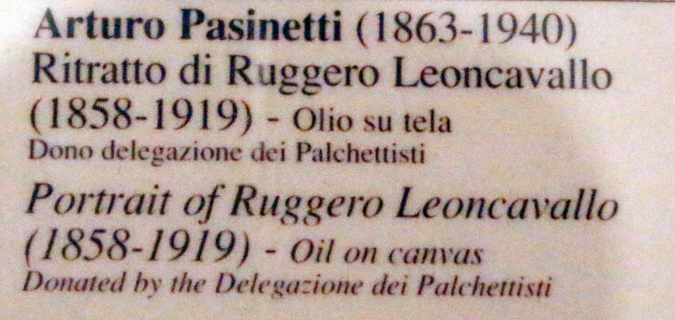 Arturo Pasinetti (1863-1940)
Ritratto di Ruggero Leoncavallo
(1858-1919) - Olio su tela
Dono delegazione dei Palchettisti
Portrait of Ruggero Leoncavallo
(1858-1919) - Oil on canvas
Donated by the Delegazione dei Palchettisti